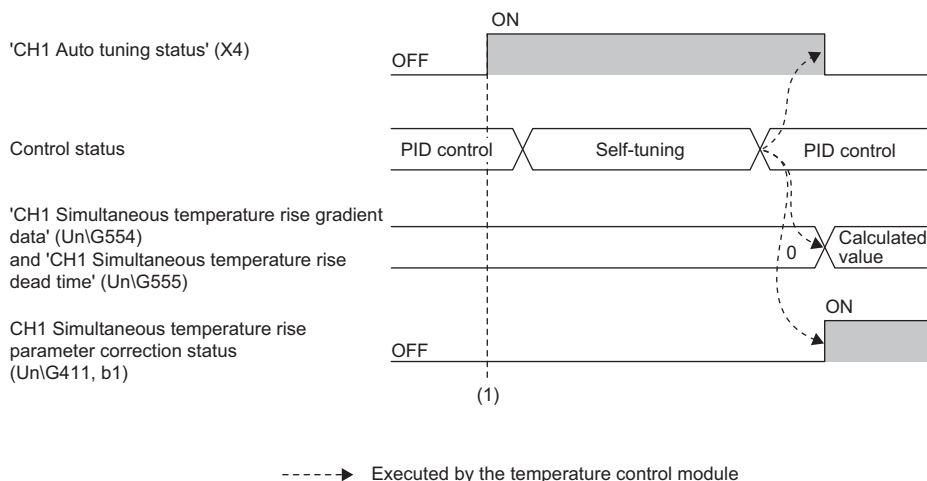 ON
'CH1 Auto tuning status' (X4)
OFF
Control status
PID control
Self-tuning
PID control
'CH1 Simultaneous temperature rise gradient
data' (Un\G554)
and 'CH1 Simultaneous temperature rise
dead time' (Un\G555)
0
Calculated
value
CH1 Simultaneous temperature rise
parameter correction status
(Un\G411, b1)
OFF
ON
(1)
Executed by the temperature control module